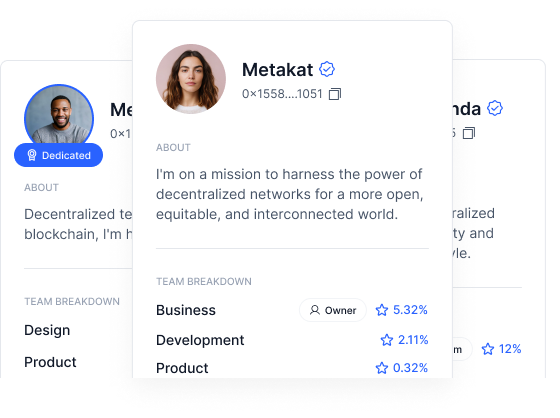 Metakat
0×1558....1051
ABOUT
I'm on a mission to harness the power of
decentralized networks for a more open,
equitable, and interconnected world.
TEAM BREAKDOWN
Business
Owner
5.32%
Development
2.11%
Product
0.32%
Me
0×1
Dedicated
ABOUT
Decentralized te
blockchain, I'm h
TEAM BREAKDOWN
Design
Product
nda
5
ralized
ty and
yle.
m
12%